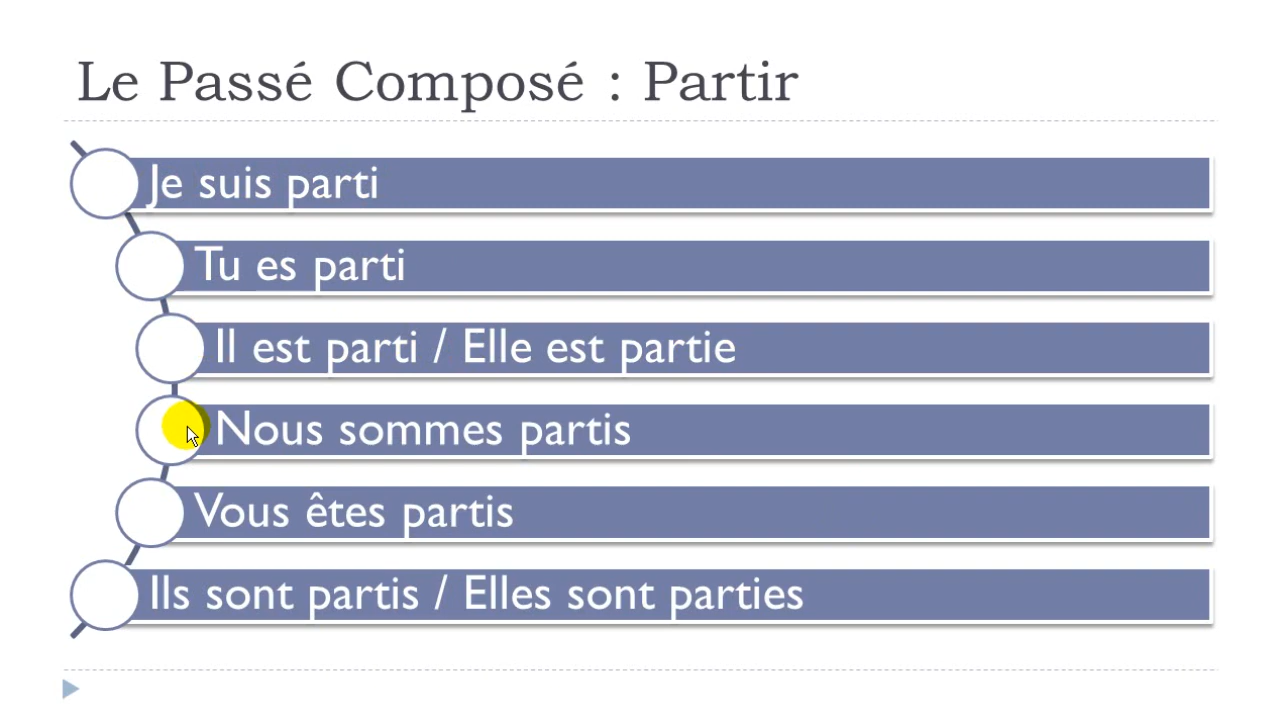 Le Passé Composé : Partir
Je suis parti
Tu es parti
Il est parti / Elle est partie
Nous sommes partis
Vous êtes partis
Ils sont partis / Elles sont parties